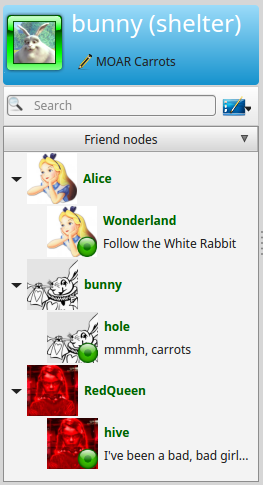 bunny (shelter)
MOAR Carrots
Search
Friend nodes
Alice
Wonderland
Follow the White Rabbit
bunny
hole
mmmh, carrots
RedQueen
hive
I've been a bad, bad girl...